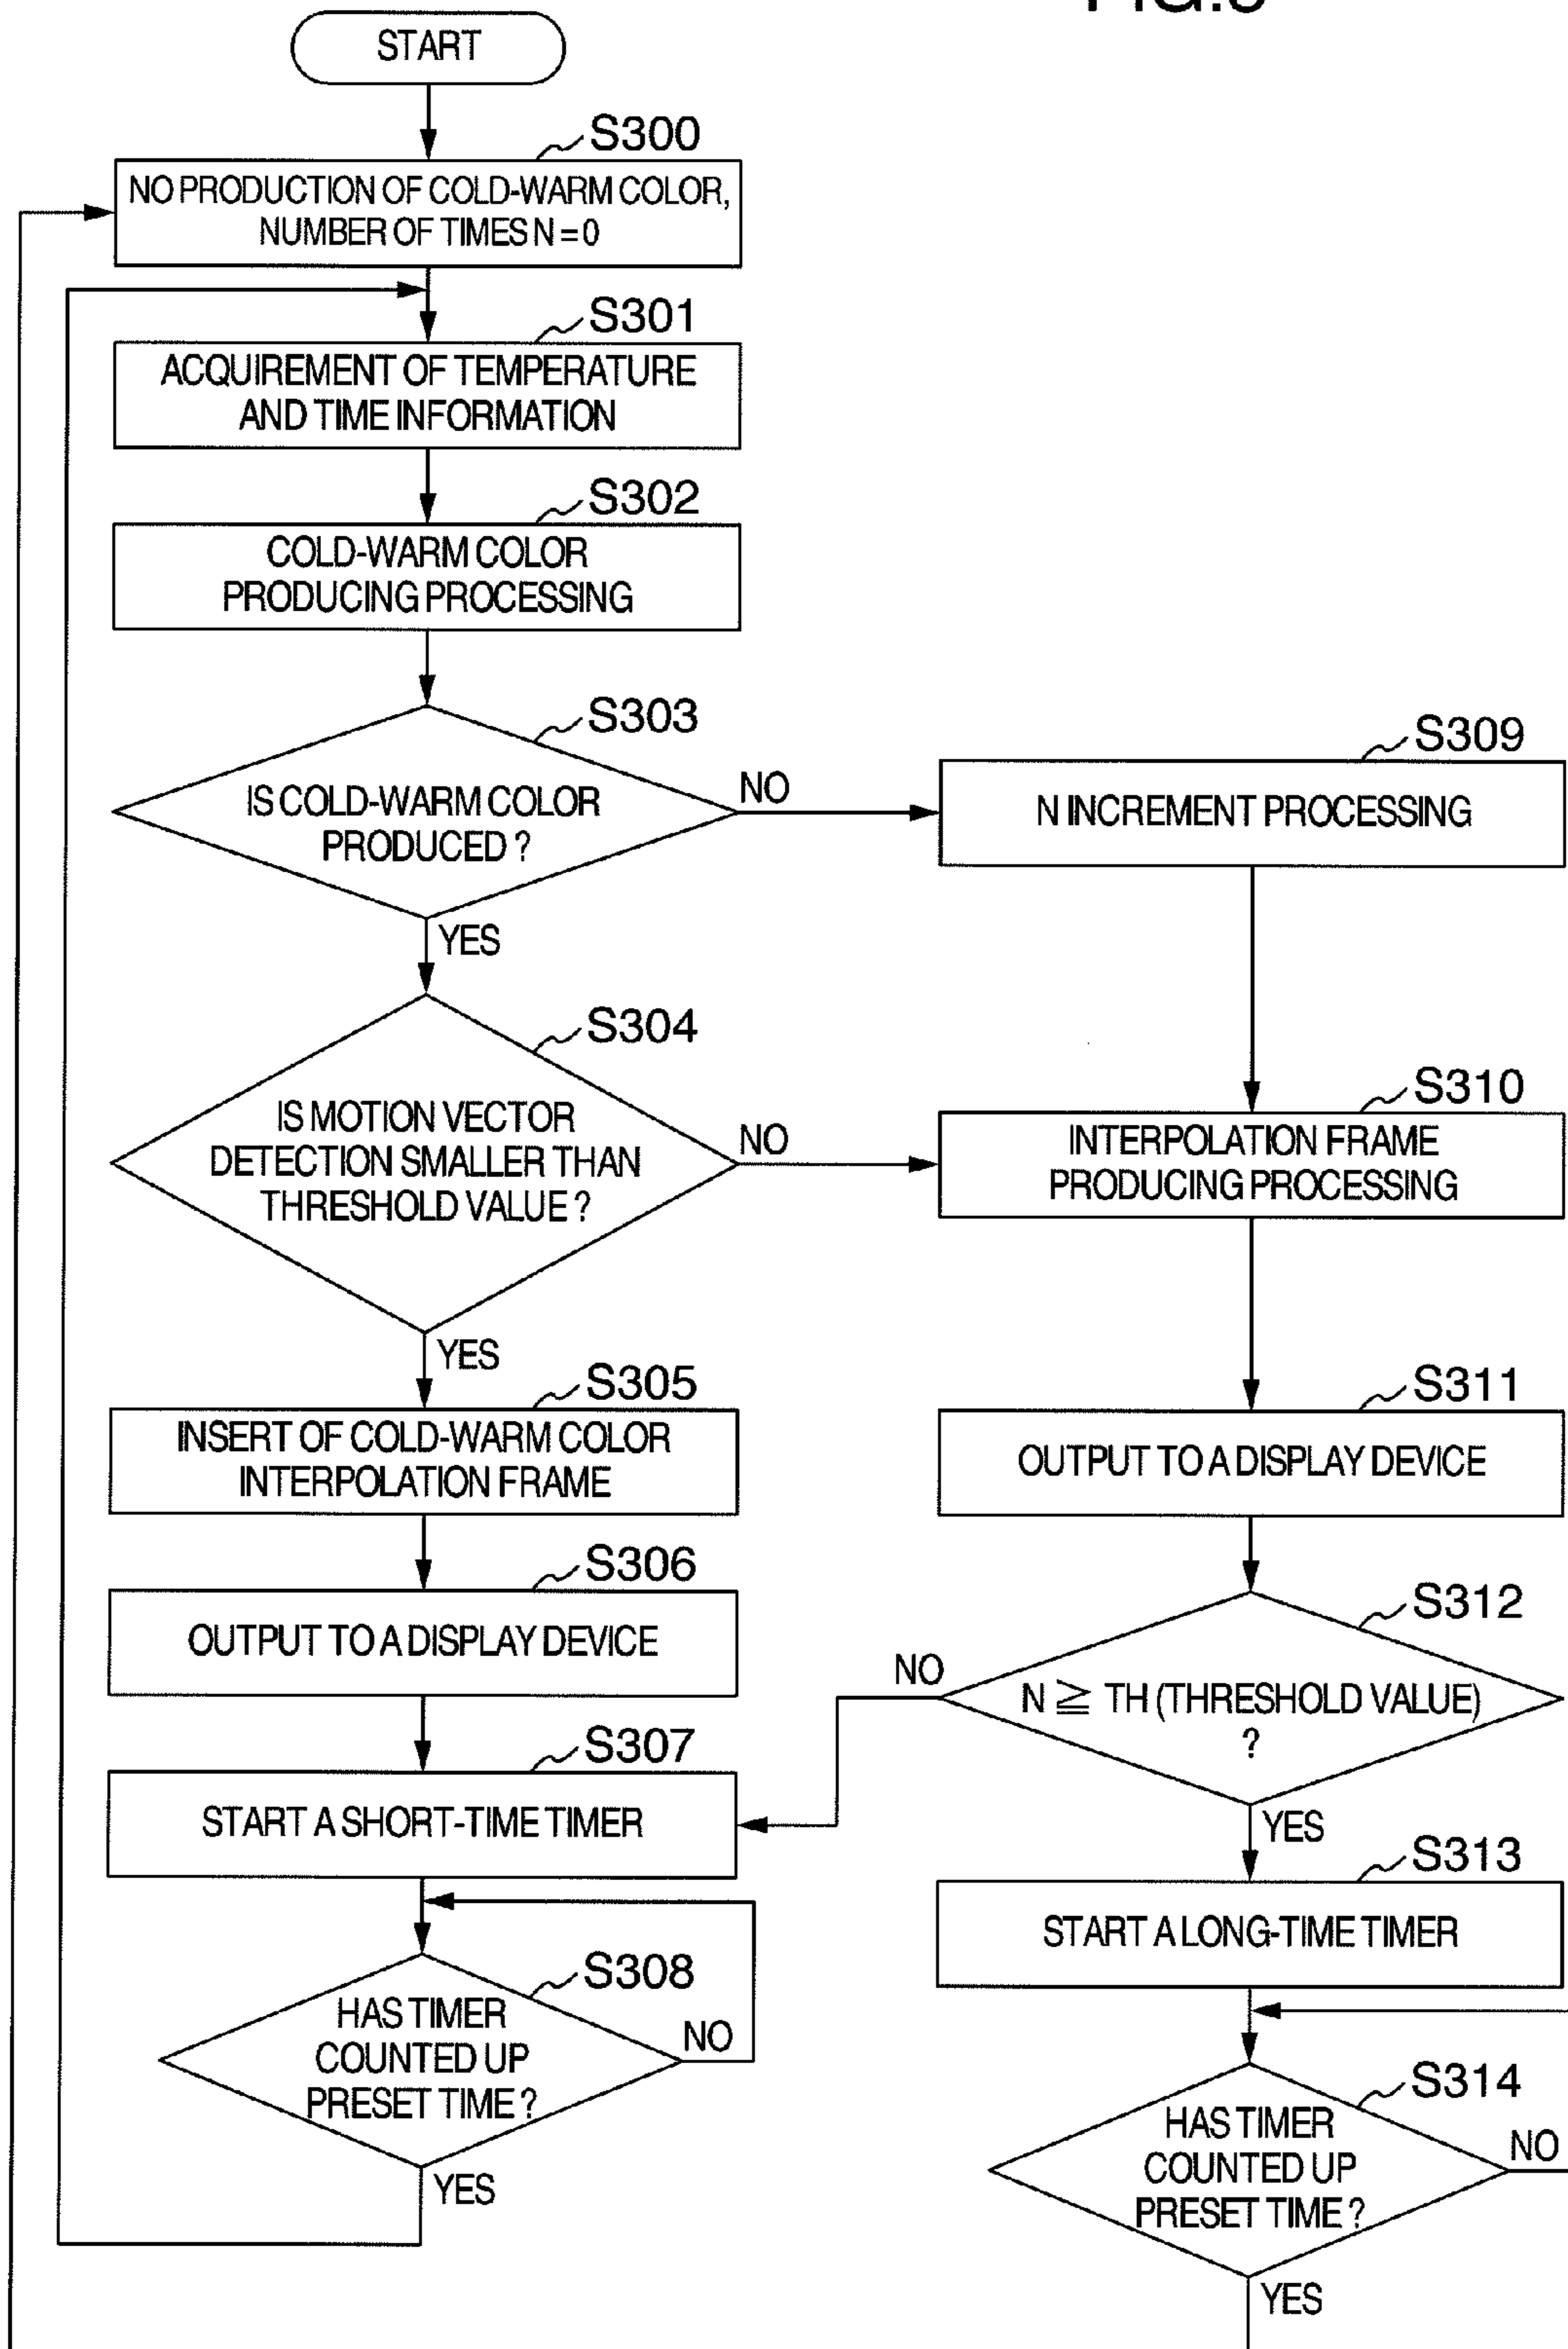 START
S300
NO PRODUCTION OF COLD-WARM COLOR,
NUMBER OF TIMES N = 0
S301
ACQUIREMENT OF TEMPERATURE
AND TIME INFORMATION
S302
COLD-WARM COLOR
PRODUCING PROCESSING
S303
IS COLD-WARM COLOR
PRODUCED ?
NO
YES
S309
N INCREMENT PROCESSING
S304
IS MOTION VECTOR
DETECTION SMALLER THAN
THRESHOLD VALUE ?
NO
YES
S310
INTERPOLATION FRAME
PRODUCING PROCESSING
S305
INSERT OF COLD-WARM COLOR
INTERPOLATION FRAME
S311
OUTPUT TO A DISPLAY DEVICE
S306
OUTPUT TO A DISPLAY DEVICE
S312
N ≧ TH (THRESHOLD VALUE)
?
NO
YES
S307
START A SHORT-TIME TIMER
S313
START A LONG-TIME TIMER
S308
HAS TIMER
COUNTED UP
PRESET TIME ?
NO
YES
S314
HAS TIMER
COUNTED UP
PRESET TIME ?
NO
YES